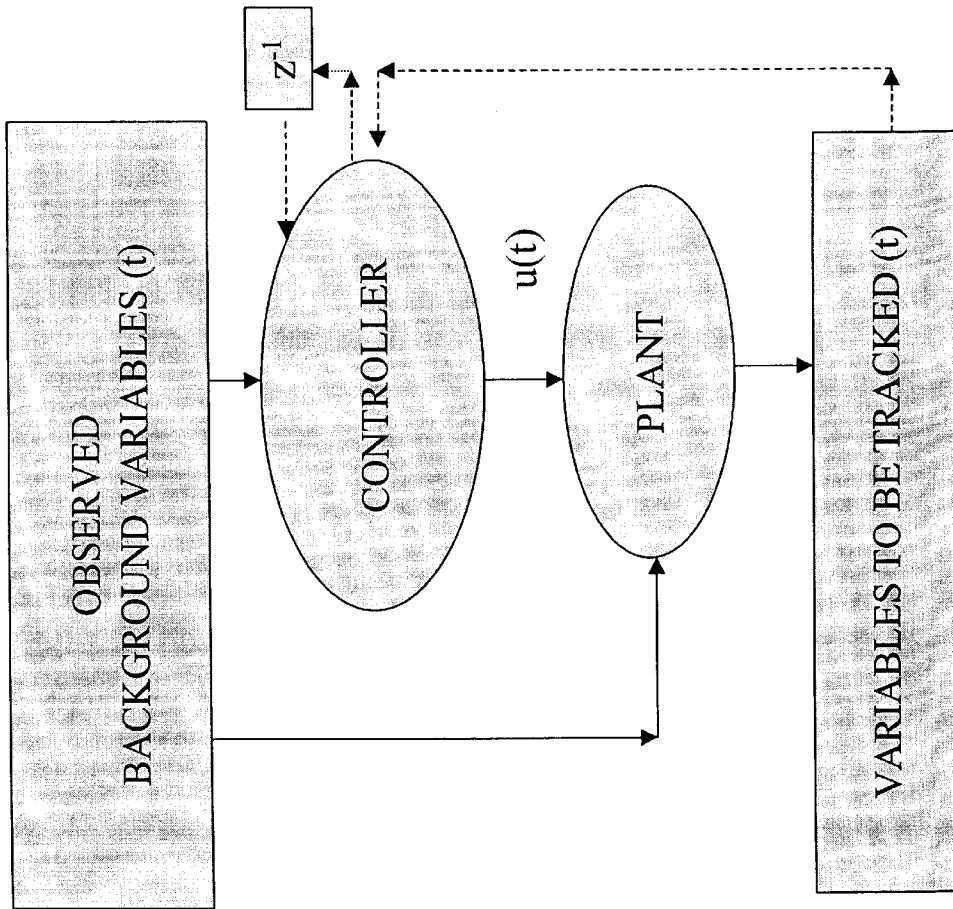 OBSERVED
BACKGROUND VARIABLES (t)
z⁻¹
CONTROLLER
u(t)
PLANT
VARIABLES TO BE TRACKED (t)